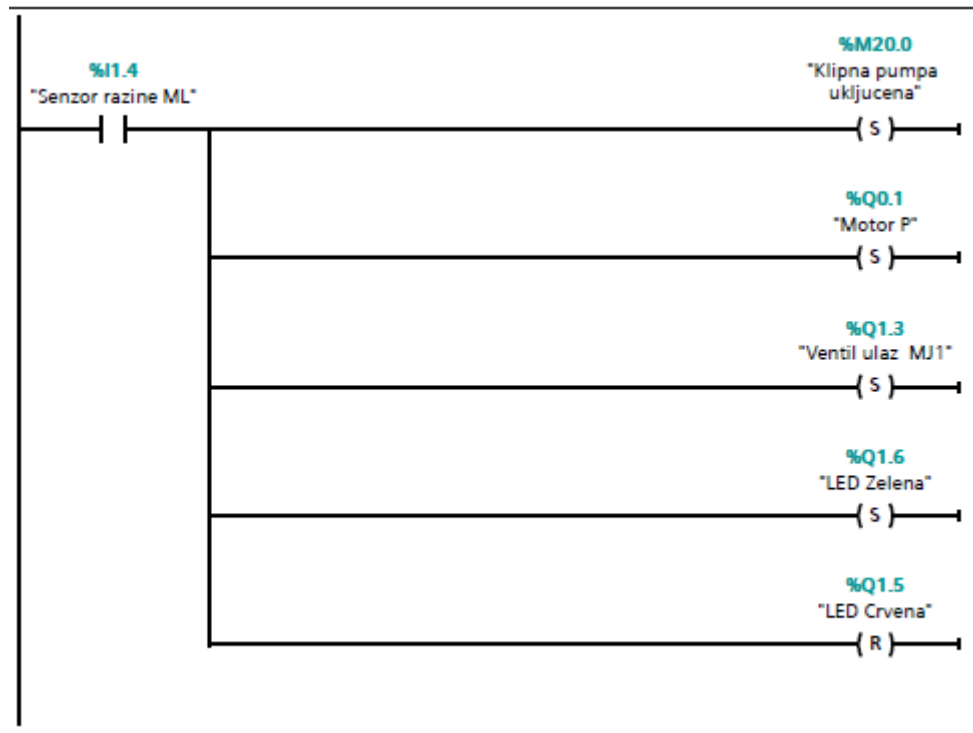 %I1.4
"Senzor razine ML"
%M20.0
"Klipna pumpa
ukljucena"
S
%Q0.1
"Motor P"
S
%Q1.3
"Ventil ulaz  MJ1"
S
%Q1.6
"LED Zelena"
S
%Q1.5
"LED Crvena"
R